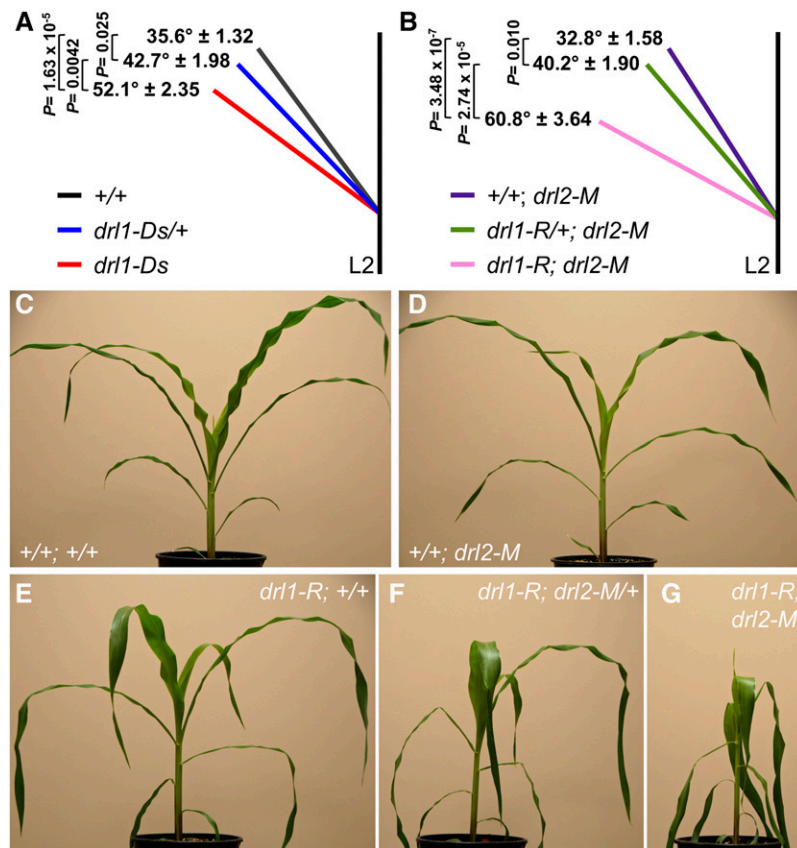 A
P= 1.63 x 10⁻⁵
P= 0.0042
P= 0.025
35.6° ± 1.32
42.7° ± 1.98
52.1° ± 2.35
+/+
drl1-Ds/+
drl1-Ds
L2
B
P= 3.48 x 10⁻⁷
P= 2.74 x 10⁻⁵
P= 0.010
32.8° ± 1.58
40.2° ± 1.90
60.8° ± 3.64
+/+; drl2-M
drl1-R/+; drl2-M
drl1-R; drl2-M
L2
C
+/+; +/+
D
+/+; drl2-M
E
drl1-R; +/+
F
drl1-R; drl2-M/+
G
drl1-R;
drl2-M